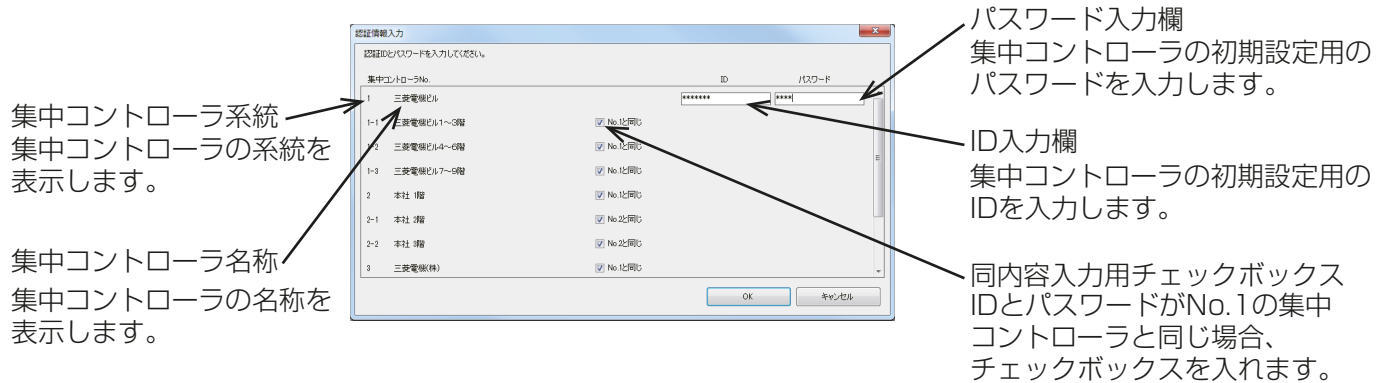 認証情報入力
認証IDとパスワードを入力してください。
集中コントローラNo. ID パスワード
1 三菱電機ビル ******* ****
1-1 三菱電機ビル1～3階 No.1と同じ
1-2 三菱電機ビル4～6階 No.1と同じ
1-3 三菱電機ビル7～9階 No.1と同じ
2 本社 1階 No.1と同じ
2-1 本社 2階 No.2と同じ
2-2 本社 3階 No.2と同じ
3 三菱電機(株) No.1と同じ
OK キャンセル
集中コントローラ系統
集中コントローラの系統を
表示します。
集中コントローラ名称
集中コントローラの名称を
表示します。
パスワード入力欄
集中コントローラの初期設定用の
パスワードを入力します。
ID入力欄
集中コントローラの初期設定用の
IDを入力します。
同内容入力用チェックボックス
IDとパスワードがNo.1の集中
コントローラと同じ場合、
チェックボックスを入れます。